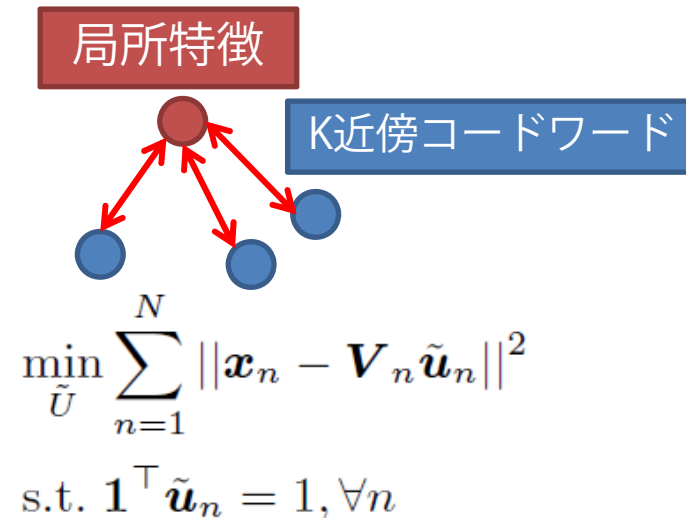 局所特徴
K近傍コードワード
\min_{\tilde{U}} \sum_{n=1}^{N} ||\boldsymbol{x}_n - \boldsymbol{V}_n \tilde{\boldsymbol{u}}_n||^2
s.t. \mathbf{1}^\top \tilde{\boldsymbol{u}}_n = 1, \forall n